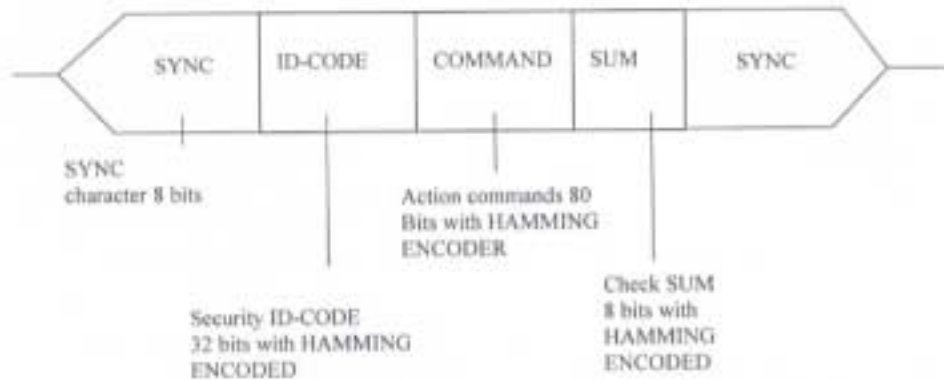 SYNC
ID-CODE
COMMAND
SUM
SYNC
SYNC
character 8 bits
Action commands 80
Bits with HAMMING
ENCODER
Security ID-CODE
32 bits with HAMMING
ENCODED
Check SUM
8 bits with
HAMMING
ENCODED